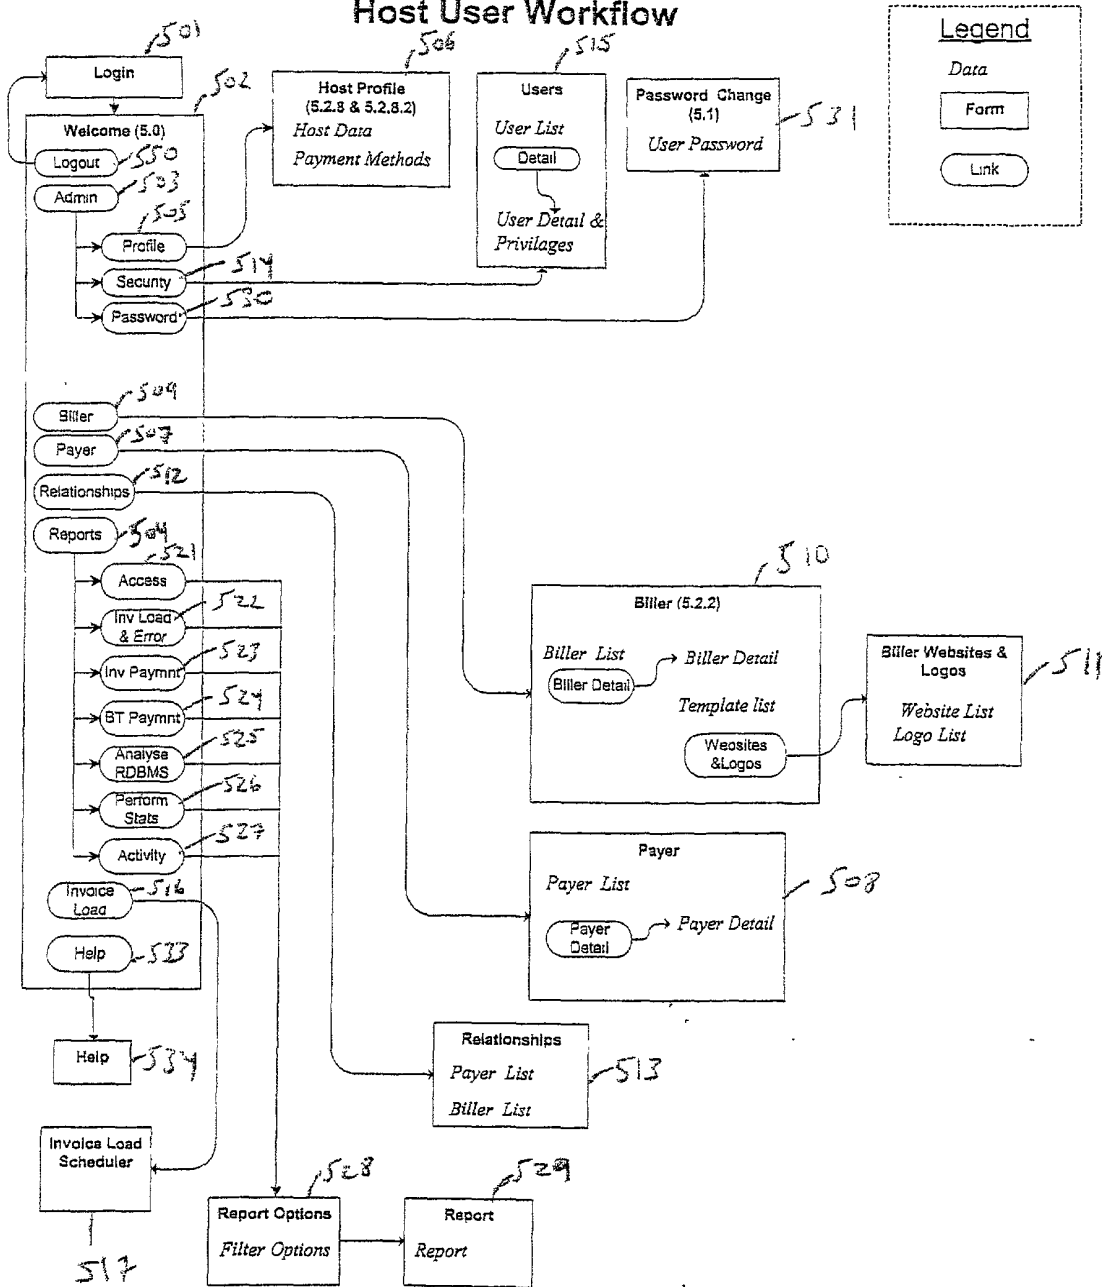 Host User Workflow
501
Login
502
Welcome (5.0)
Logout
550
Admin
503
505
Profile
514
Security
530
Password
506
Host Profile
(5.2.8 & 5.2.8.2)
Host Data
Payment Methods
515
Users
User List
Detail
User Detail &
Privilages
Password Change
(5.1)
User Password
531
Legend
Data
Form
Link
509
Biller
507
Payer
512
Relationships
Reports
504
521
Access
522
Inv Load
& Error
523
Inv Paymnt
524
BT Paymnt
525
Analyse
RDBMS
526
Perform
Stats
527
Activity
516
Invoice
Load
Help
533
Help
534
Invoice Load
Scheduler
517
510
Biller (5.2.2)
Biller List
Biller Detail
Biller Detail
Template list
Websites
&Logos
Biller Websites &
Logos
Website List
Logo List
511
Payer
Payer List
Payer
Detail
Payer Detail
508
Relationships
Payer List
Biller List
513
528
Report Options
Filter Options
529
Report
Report